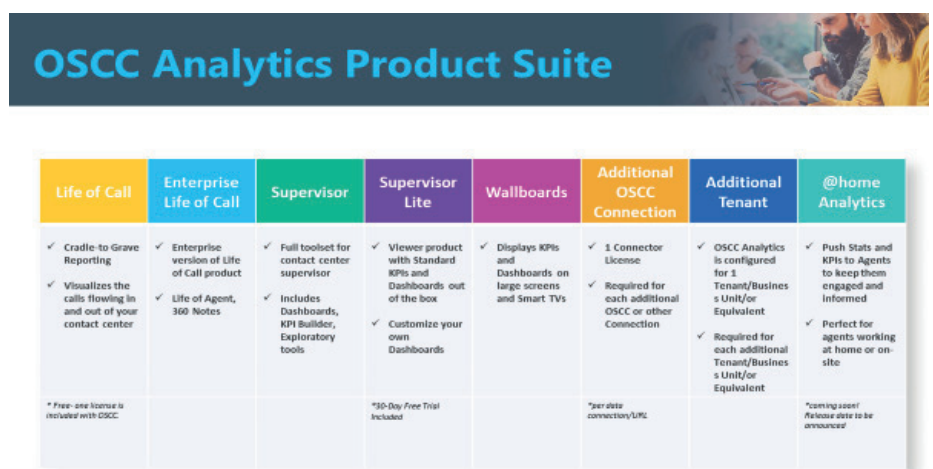 OSCC Analytics Product Suite
Life of Call
Enterprise
Life of Call
Supervisor
Supervisor
Lite
Wallboards
Additional
OSCC
Connection
Additional
Tenant
@home
Analytics
✓ Cradle-to Grave
Reporting
✓ Visualizes the
calls flowing in
and out of your
contact center
✓ Enterprise
version of Life
of Call product
✓ Life of Agent,
360 Notes
✓ Full toolset for
contact center
supervisor
✓ Includes
Dashboards,
KPI Builder,
Exploratory
tools
✓ Viewer product
with Standard
KPIs and
Dashboards out
of the box
✓ Customize your
own
Dashboards
✓ Displays KPIs
and
Dashboards on
large screens
and Smart TVs
✓ 1 Connector
License
✓ Required for
each additional
OSCC or other
Connection
✓ OSCC Analytics
is configured
for 1
Tenant/Busines
s Unit/or
Equivalent
✓ Required for
each additional
Tenant/Busines
s Unit/or
Equivalent
✓ Push Stats and
KPIs to Agents
to keep them
engaged and
informed
✓ Perfect for
agents working
at home or on-
site
* Free- one license is
included with OSCC
*30-Day Free Trial
Included
*per data
connection/URL
*coming soon!
Release date to be
announced